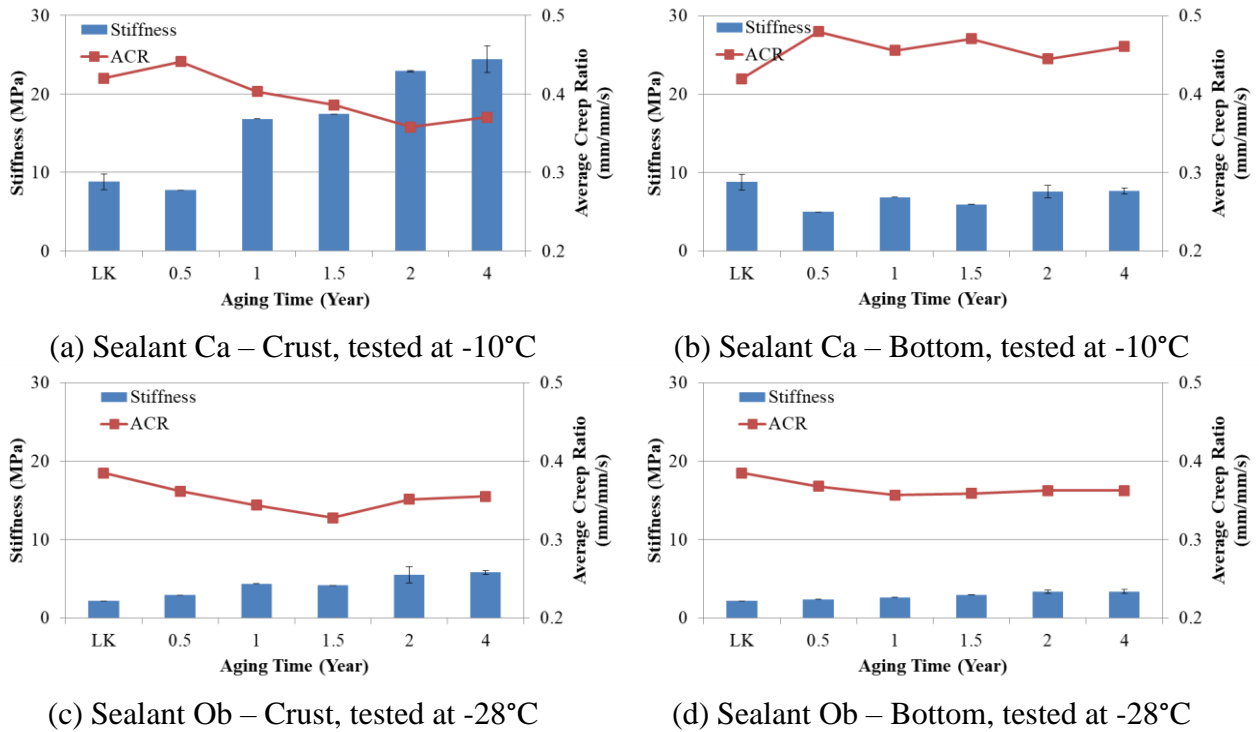 30
20
10
0
Stiffness (MPa)
Stiffness
ACR
0.5
0.4
0.3
0.2
Average Creep Ratio
(mm/mm/s)
LK 0.5 1 1.5 2 4
Aging Time (Year)
(a) Sealant Ca – Crust, tested at -10°C
30
20
10
0
Stiffness (MPa)
Stiffness
ACR
0.5
0.4
0.3
0.2
Average Creep Ratio
(mm/mm/s)
LK 0.5 1 1.5 2 4
Aging Time (Year)
(b) Sealant Ca – Bottom, tested at -10°C
30
20
10
0
Stiffness (MPa)
Stiffness
ACR
0.5
0.4
0.3
0.2
Average Creep Ratio
(mm/mm/s)
LK 0.5 1 1.5 2 4
Aging Time (Year)
(c) Sealant Ob – Crust, tested at -28°C
30
20
10
0
Stiffness (MPa)
Stiffness
ACR
0.5
0.4
0.3
0.2
Average Creep Ratio
(mm/mm/s)
LK 0.5 1 1.5 2 4
Aging Time (Year)
(d) Sealant Ob – Bottom, tested at -28°C